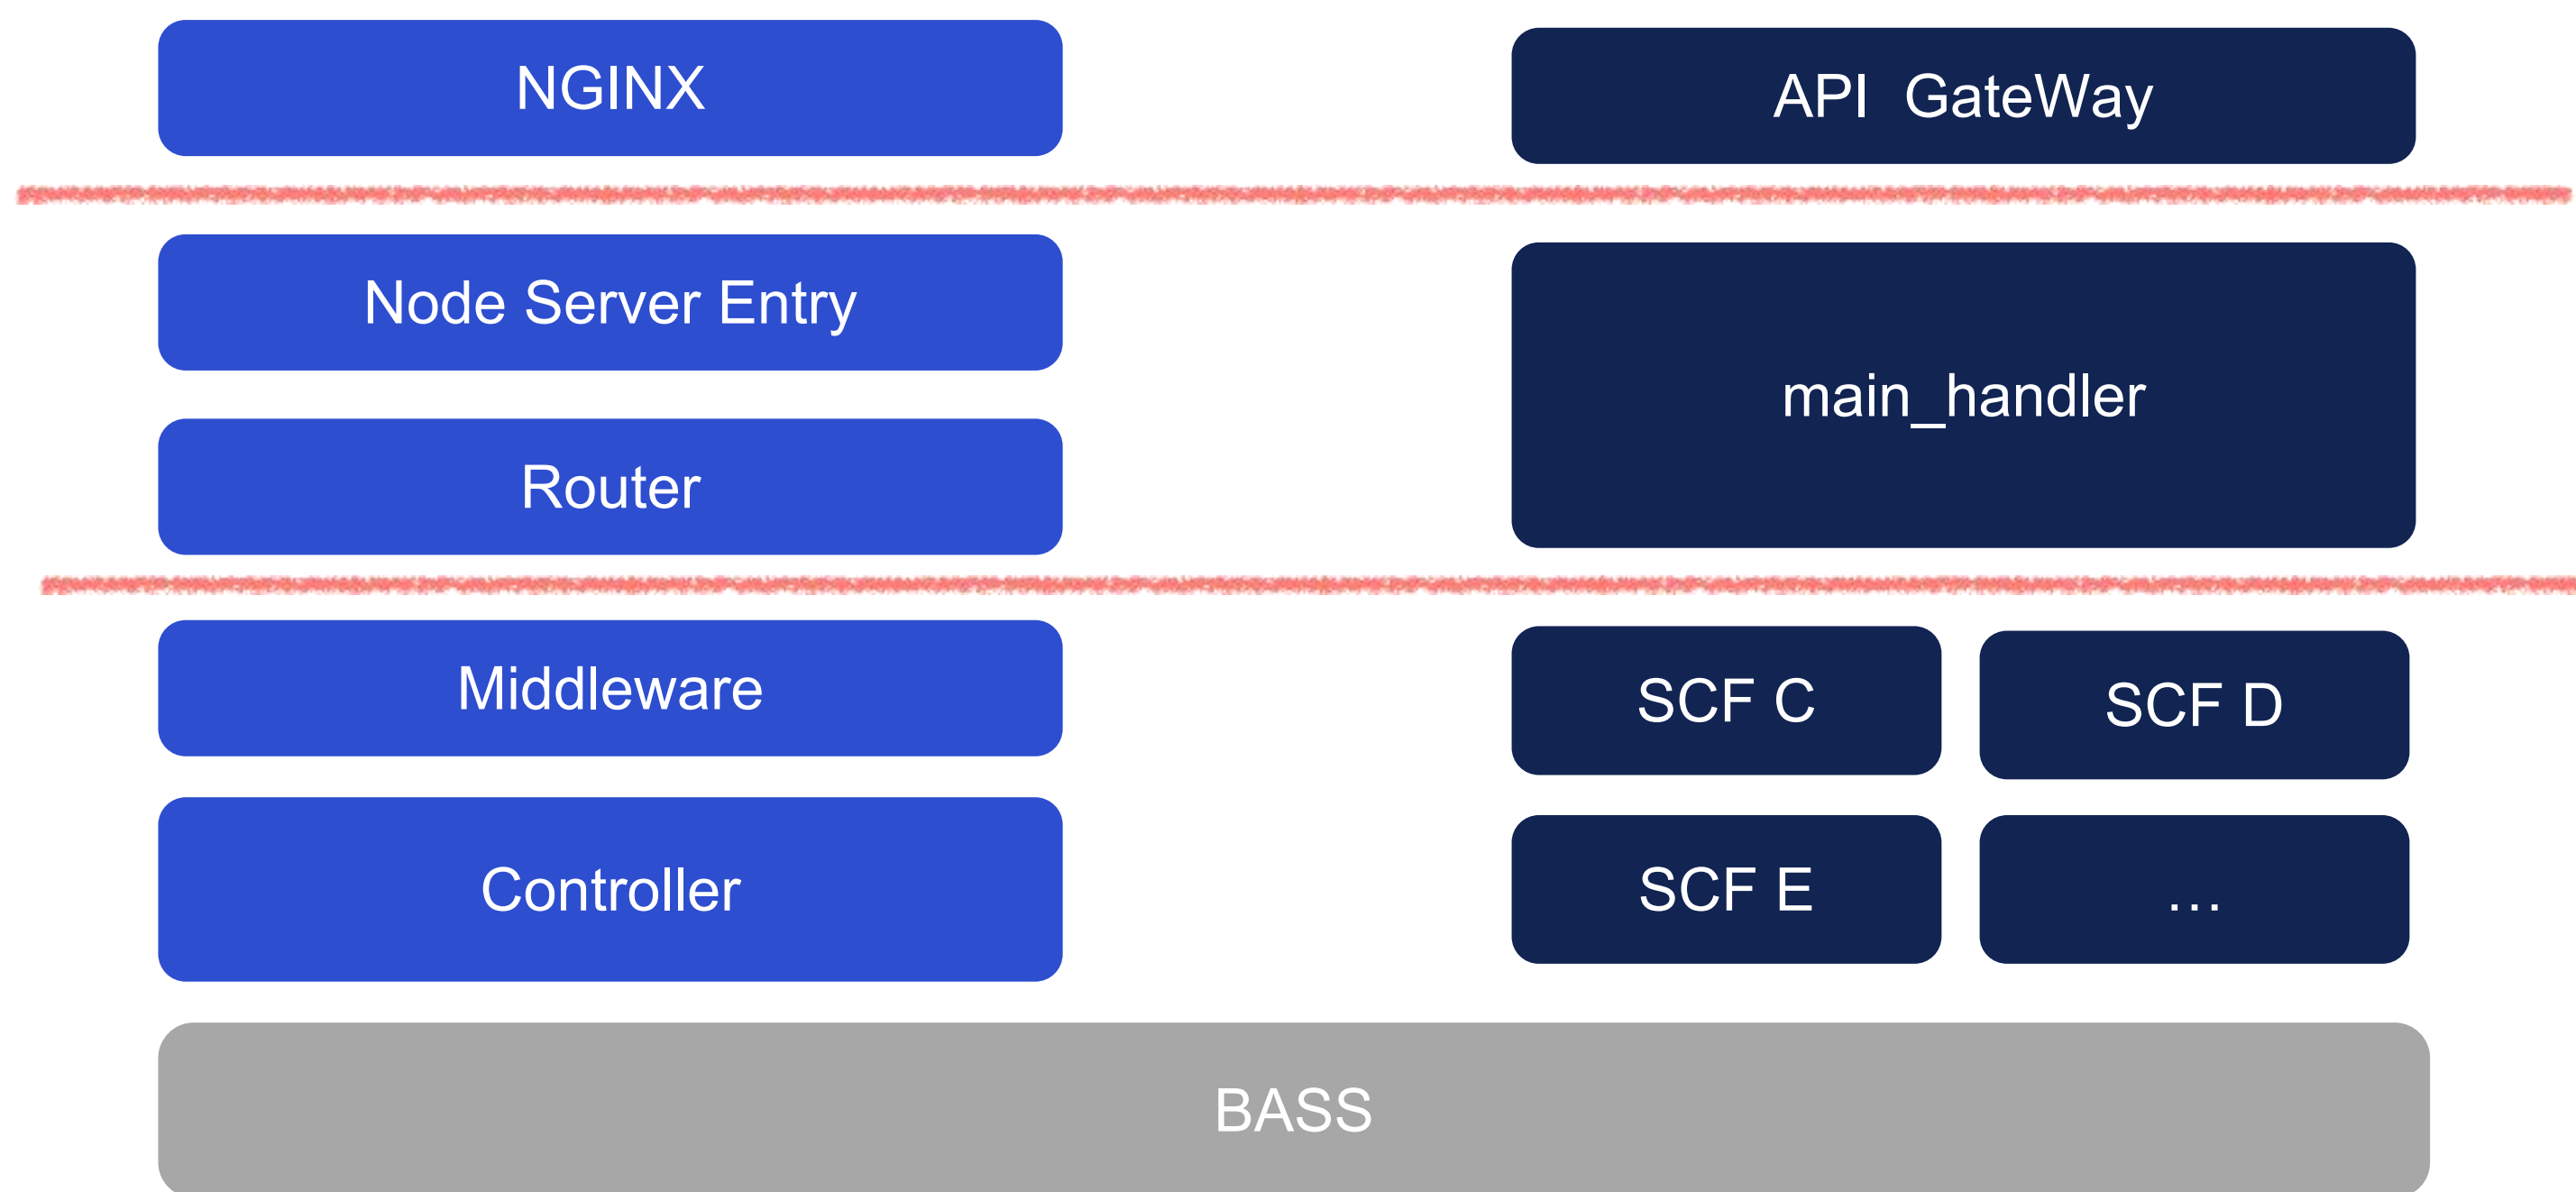 NGINX
API  GateWay
Node Server Entry
main_handler
Router
Middleware
SCF C
SCF D
Controller
SCF E
…
BASS